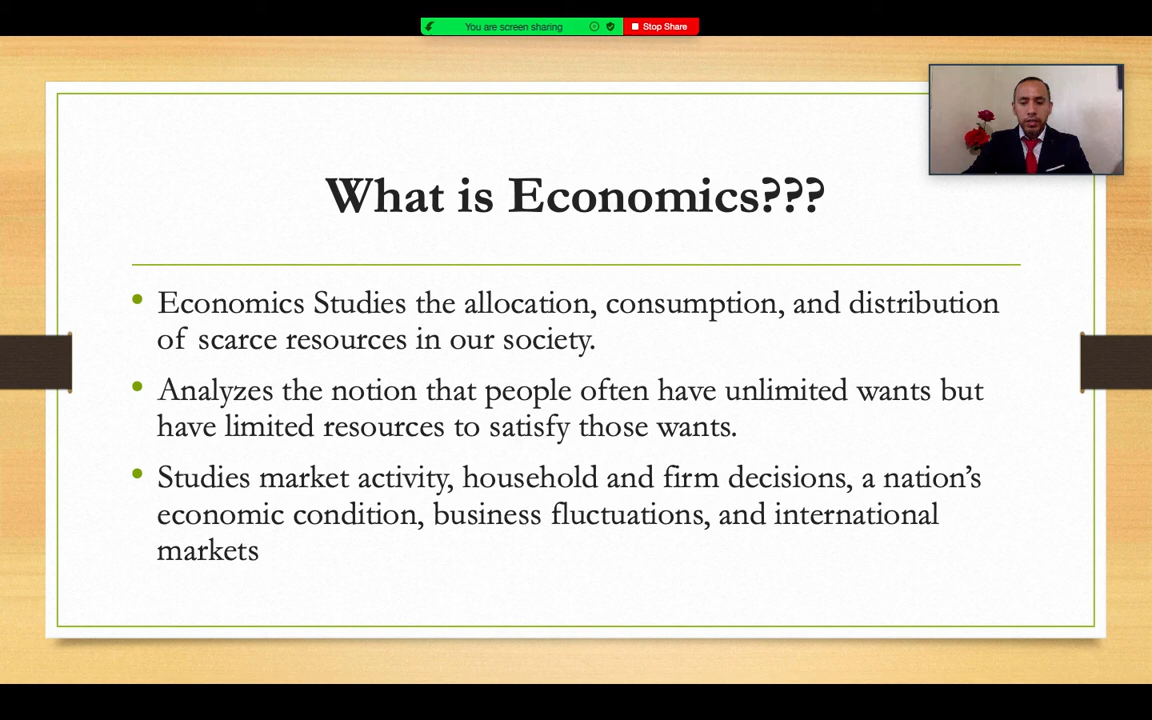 You are screen sharing
Stop Share
What is Economics???
• Economics Studies the allocation, consumption, and distribution
of scarce resources in our society.
• Analyzes the notion that people often have unlimited wants but
have limited resources to satisfy those wants.
• Studies market activity, household and firm decisions, a nation’s
economic condition, business fluctuations, and international
markets